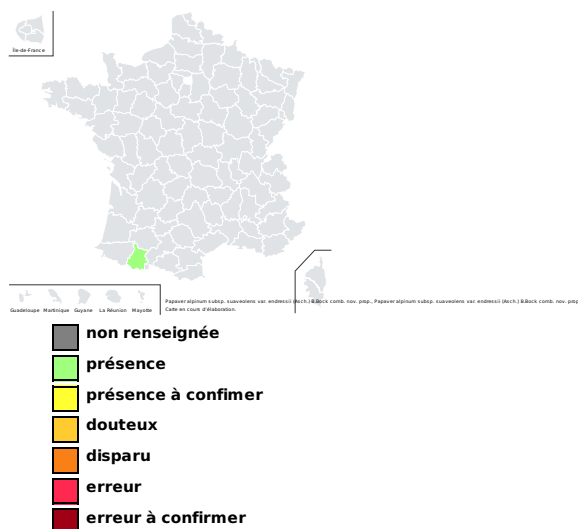 Île-de-France
Guadeloupe Martinique Guyane La Réunion Mayotte
Papaver alpinum subsp. suaveolens var. endressii (Asch.) B.Bock comb. nov. prop., Papaver alpinum subsp. suaveolens var. endressii (Asch.) B.Bock comb. nov. prop
Carte en cours d'élaboration.
non renseignée
présence
présence à confimer
douteux
disparu
erreur
erreur à confirmer